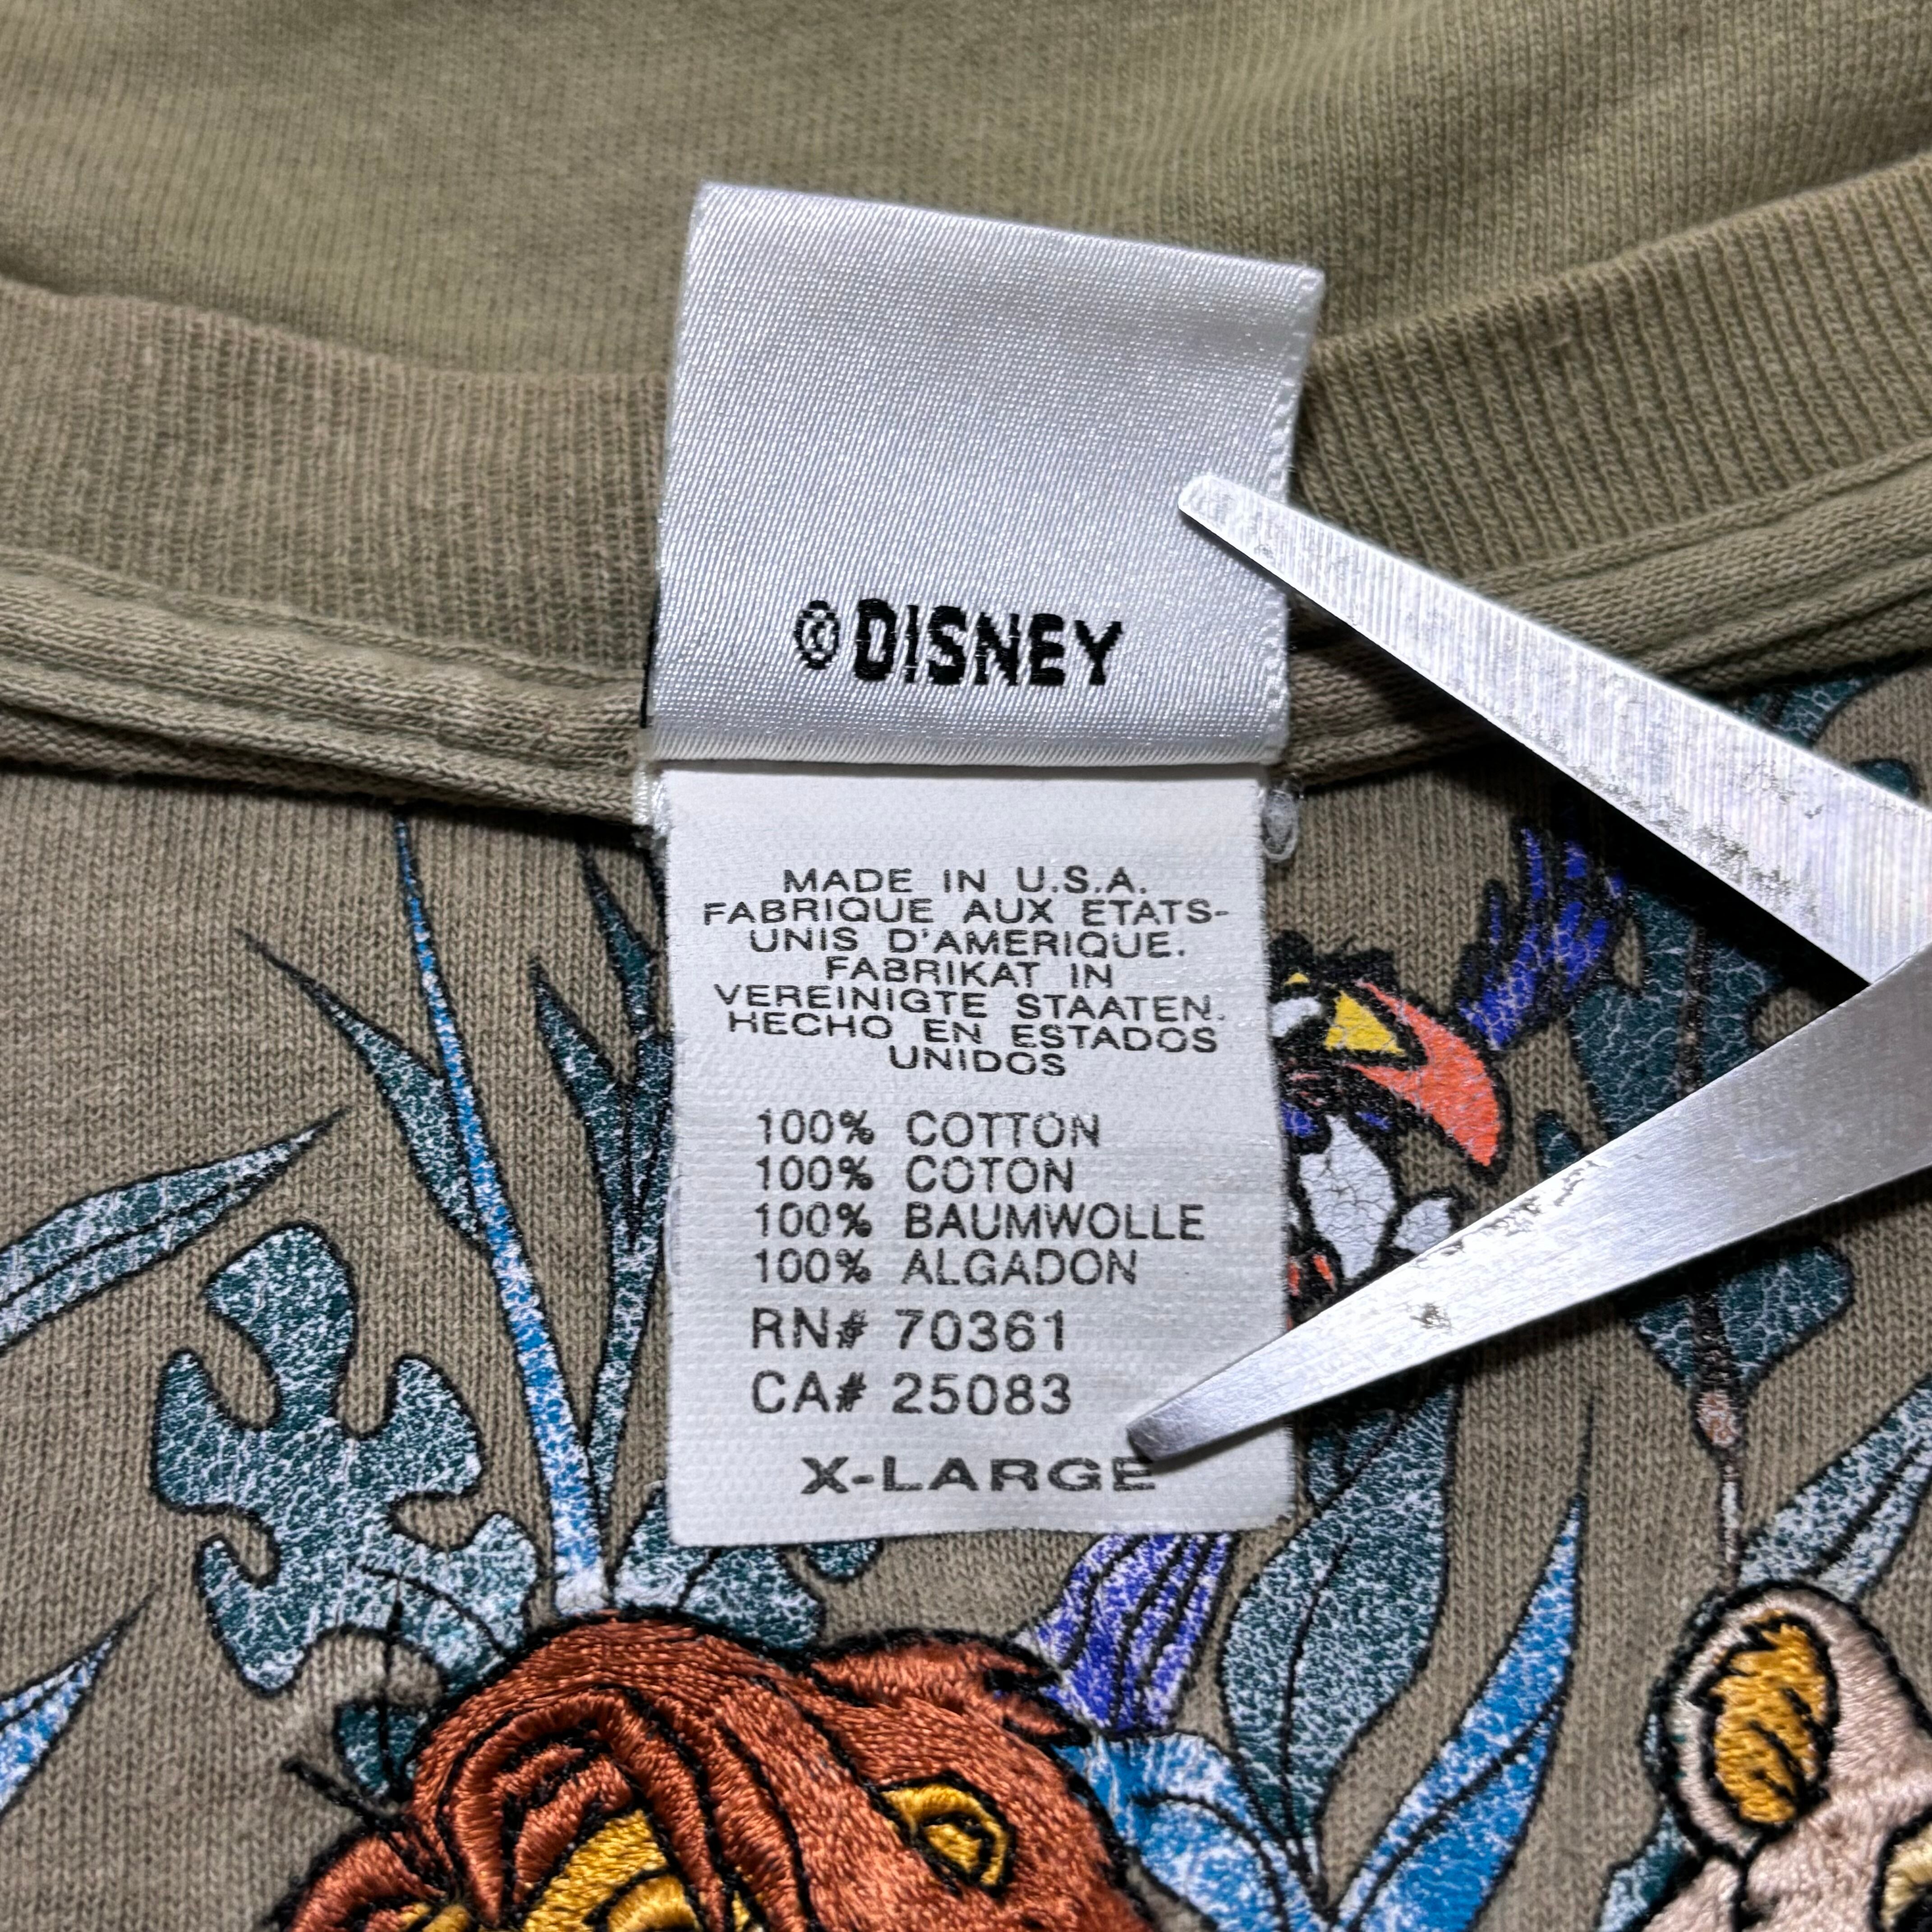 © DISNEY
MADE IN U.S.A.
FABRIQUE AUX ETATS-
UNIS D'AMERIQUE.
FABRIKAT IN
VEREINIGTE STAATEN.
HECHO EN ESTADOS
UNIDOS
100% COTTON
100% COTON
100% BAUMWOLLE
100% ALGADON
RN# 70361
CA# 25083
X-LARGE